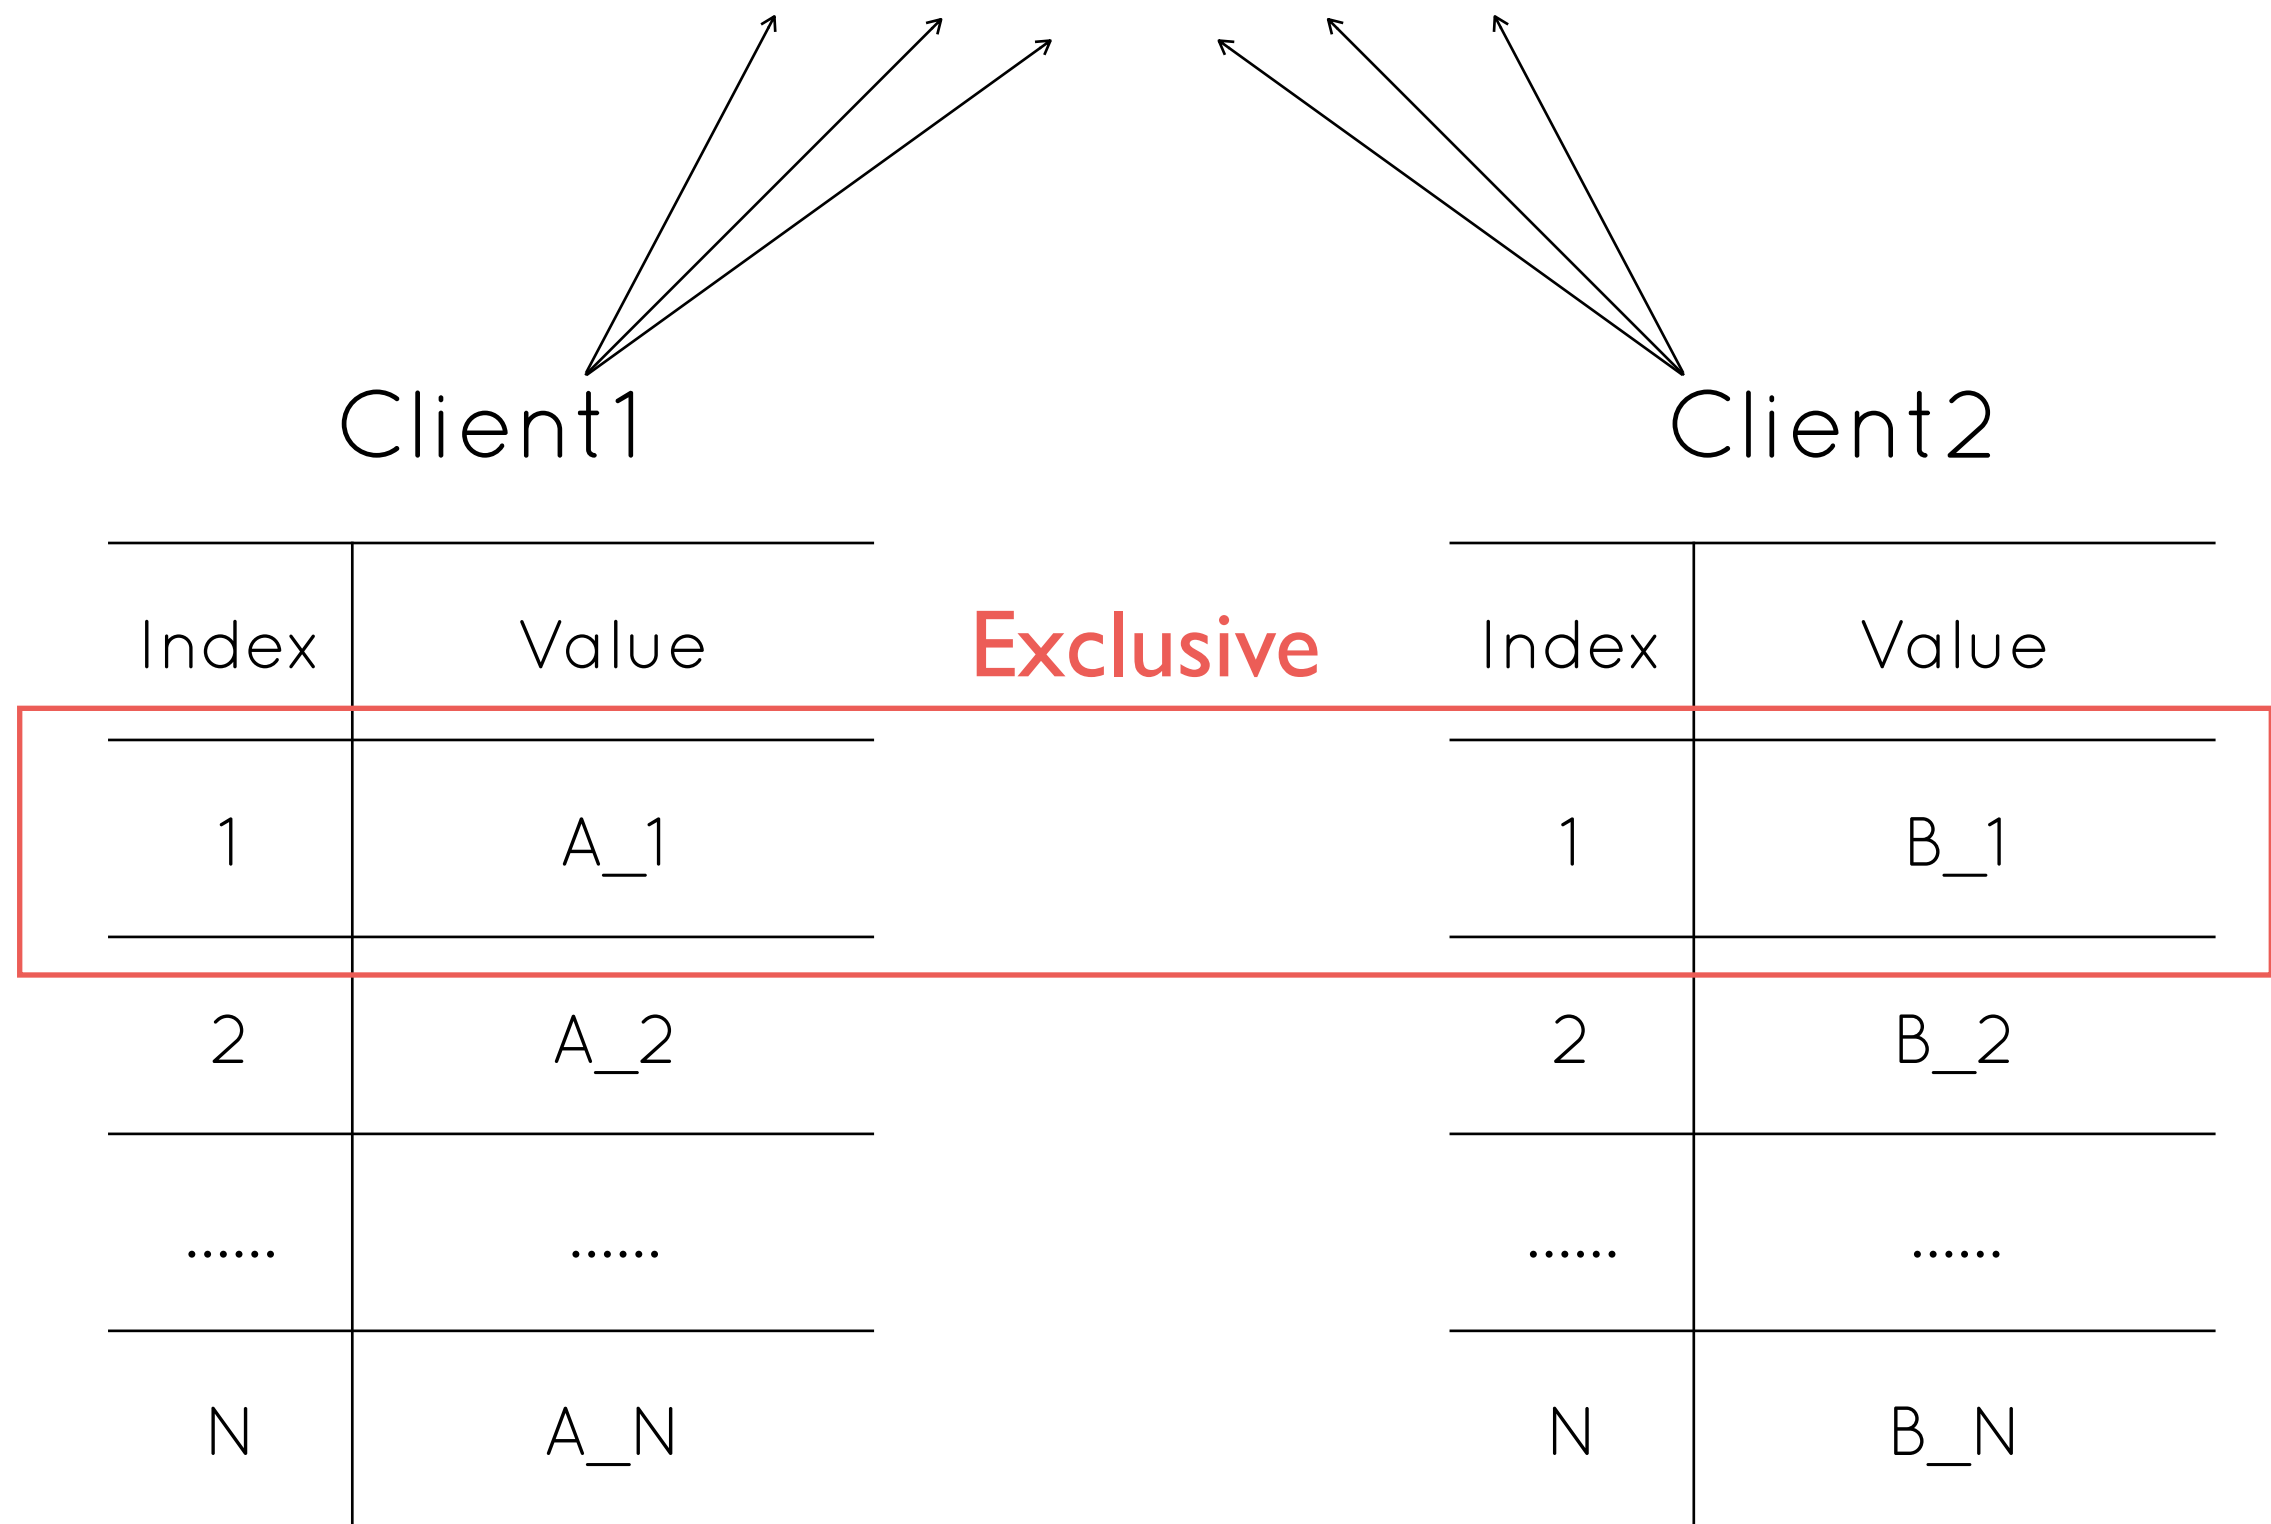 Client1 Client2
Exclusive
Index Value Index Value
1 A_1 1 B_1
2 A_2 2 B_2
...... ...... ...... ......
N A_N N B_N